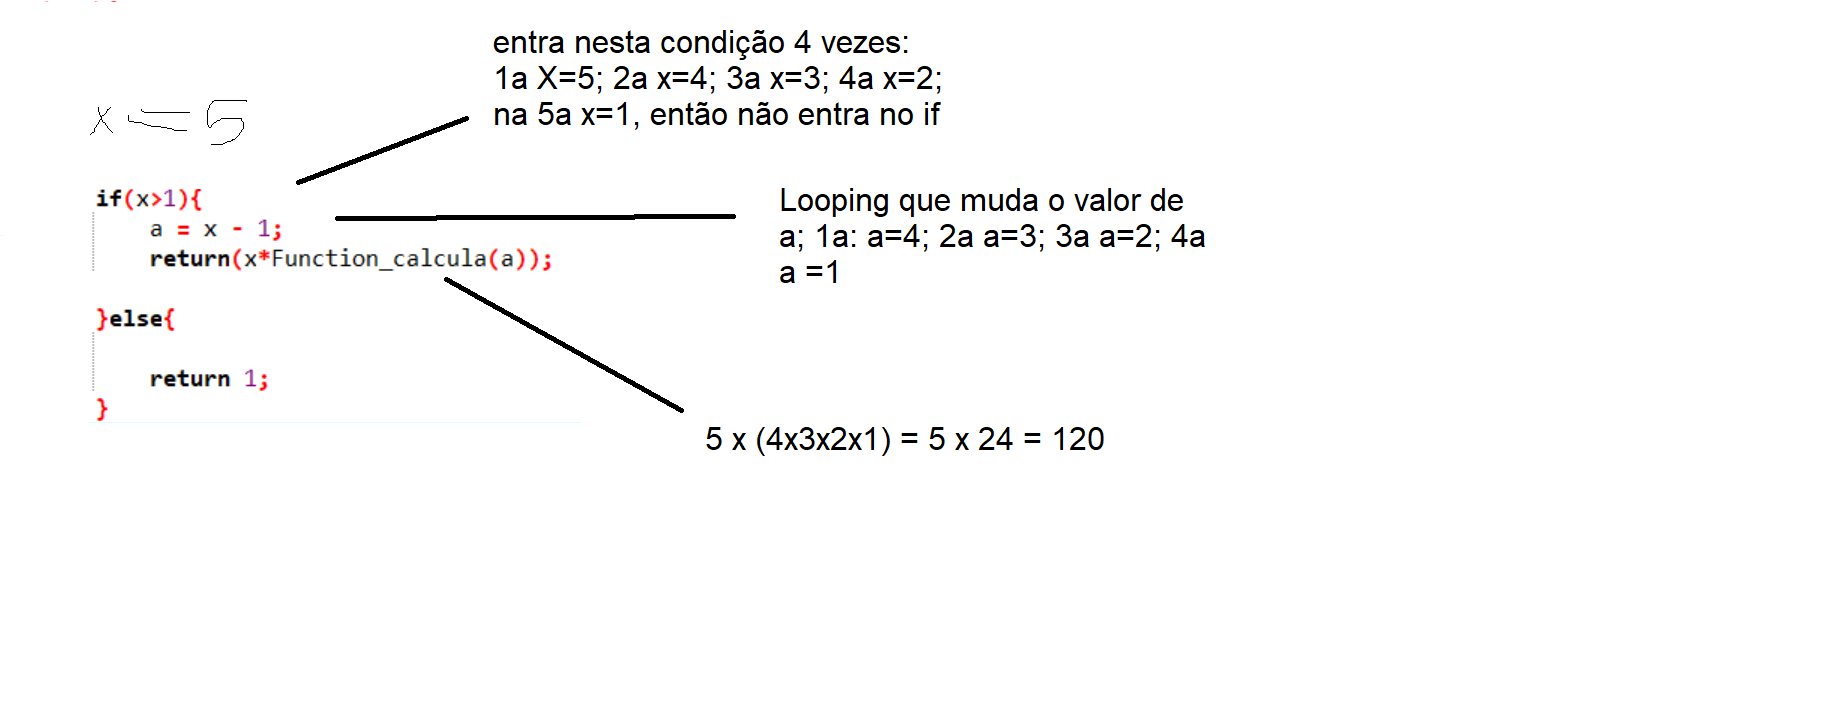 entra nesta condição 4 vezes:
1a X=5; 2a x=4; 3a x=3; 4a x=2;
na 5a x=1, então não entra no if
x = 5
if(x>1){
a = x - 1;
return(x*Function_calcula(a));
}else{
return 1;
}
Looping que muda o valor de
a; 1a: a=4; 2a a=3; 3a a=2; 4a
a =1
5 x (4x3x2x1) = 5 x 24 = 120